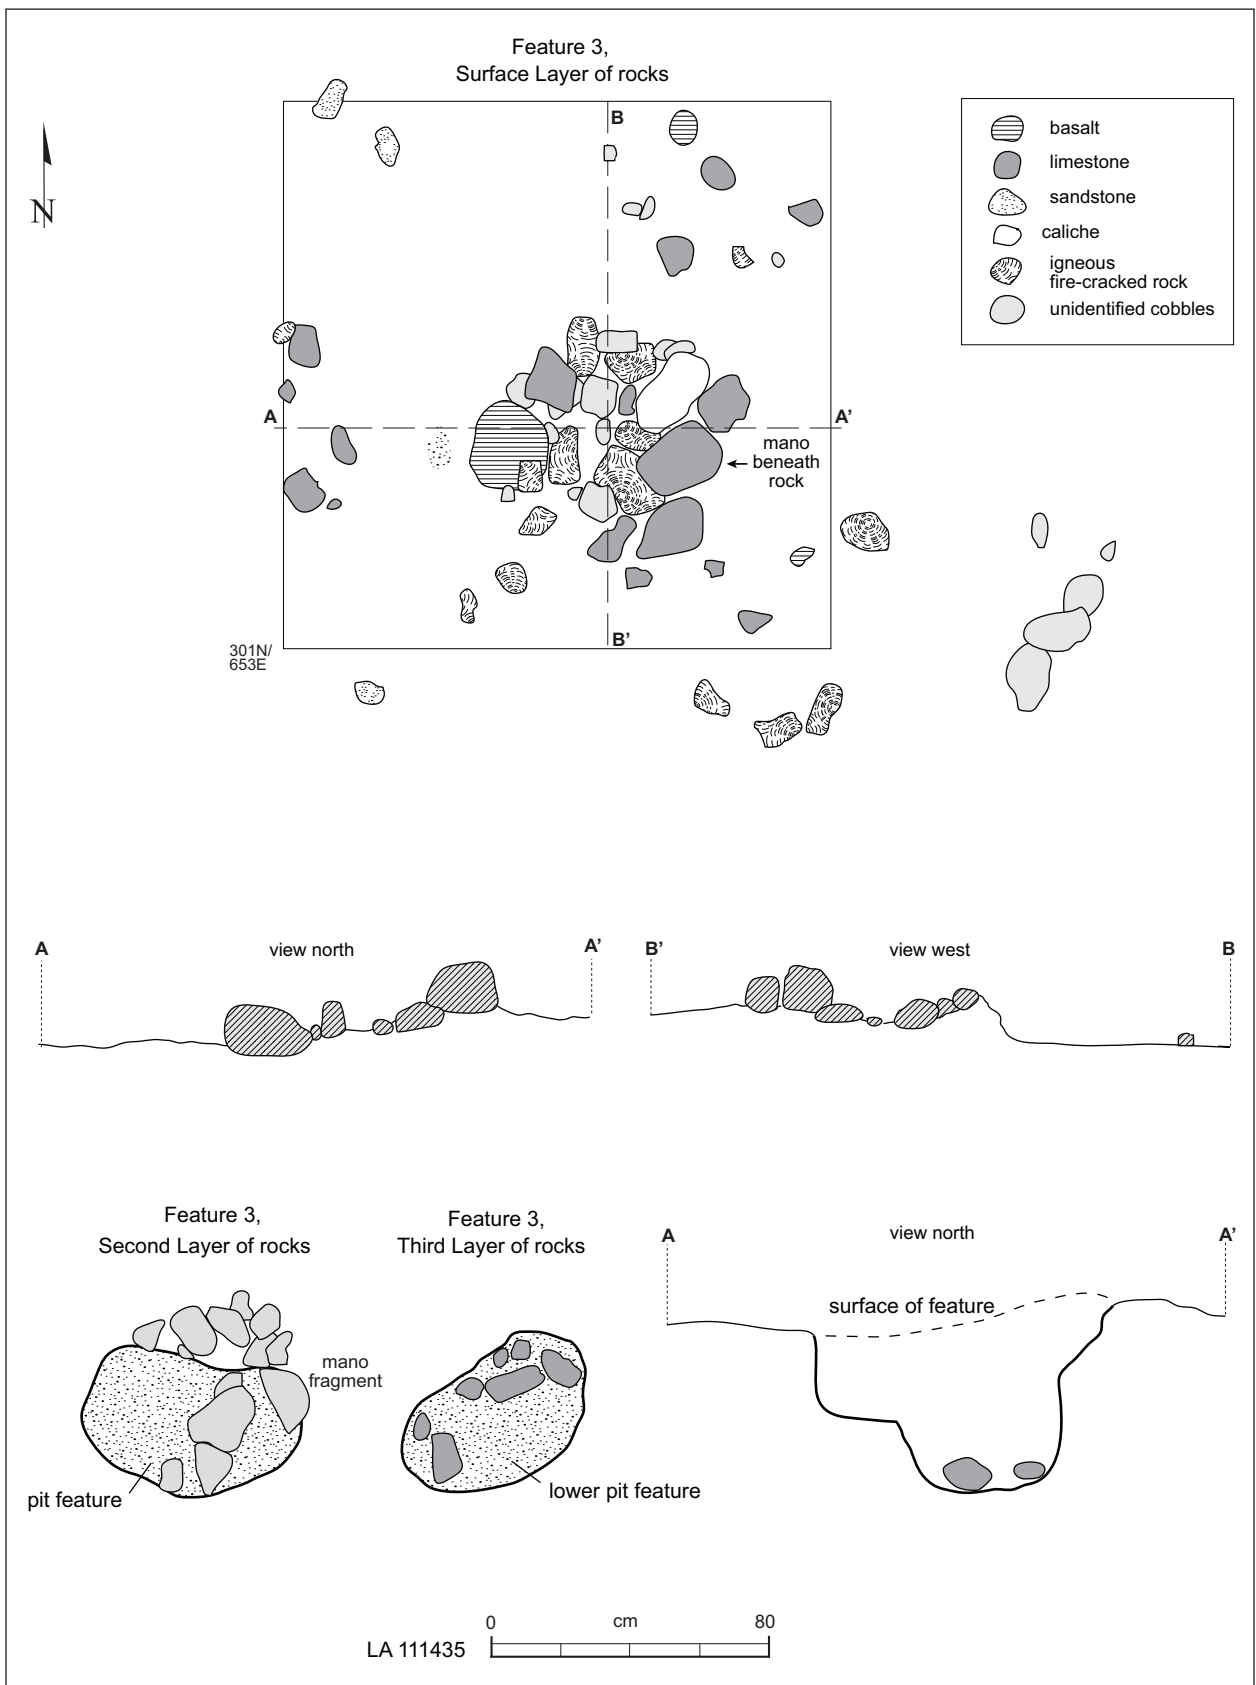 Feature 3,
Surface Layer of rocks
N
B
A
A'
B'
mano
beneath
rock
301N/
653E
basalt
limestone
sandstone
caliche
igneous
fire-cracked rock
unidentified cobbles
A
view north
A'
B'
view west
B
Feature 3,
Second Layer of rocks
mano
fragment
pit feature
Feature 3,
Third Layer of rocks
lower pit feature
A
view north
A'
surface of feature
0
cm
80
LA 111435